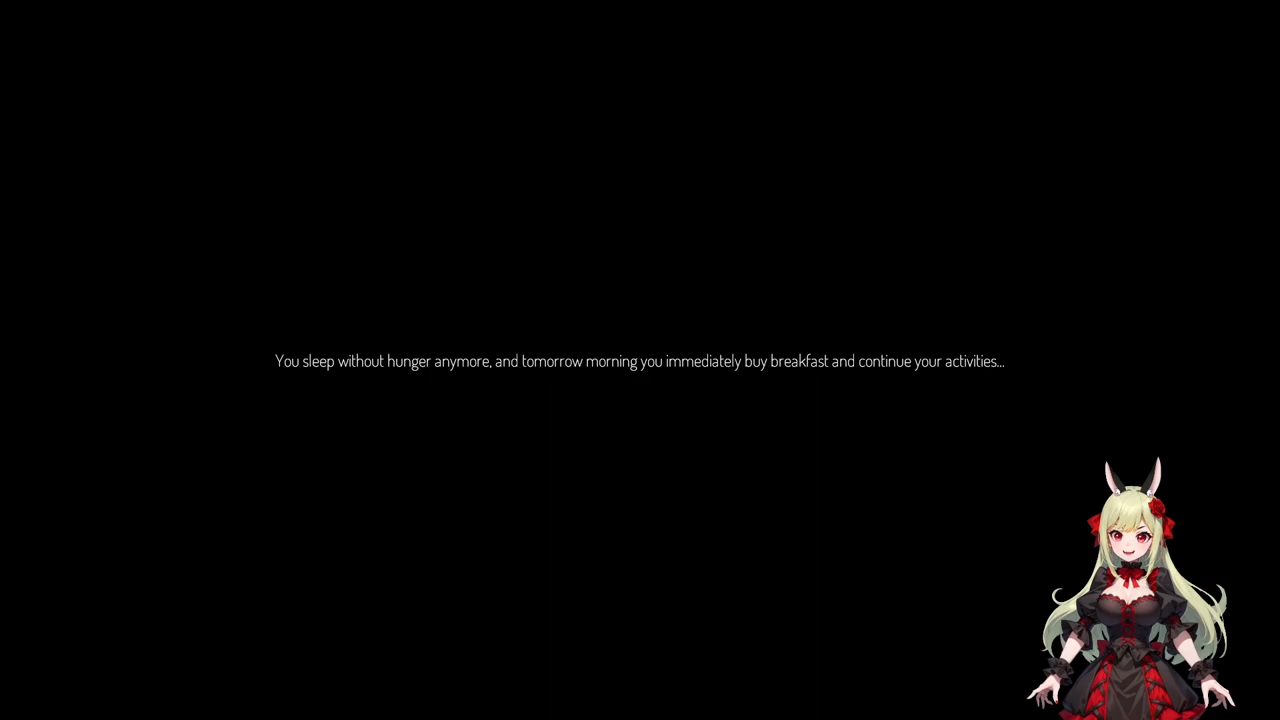 You sleep without hunger anymore, and tomorrow morning you immediately buy breakfast and continue your activities...